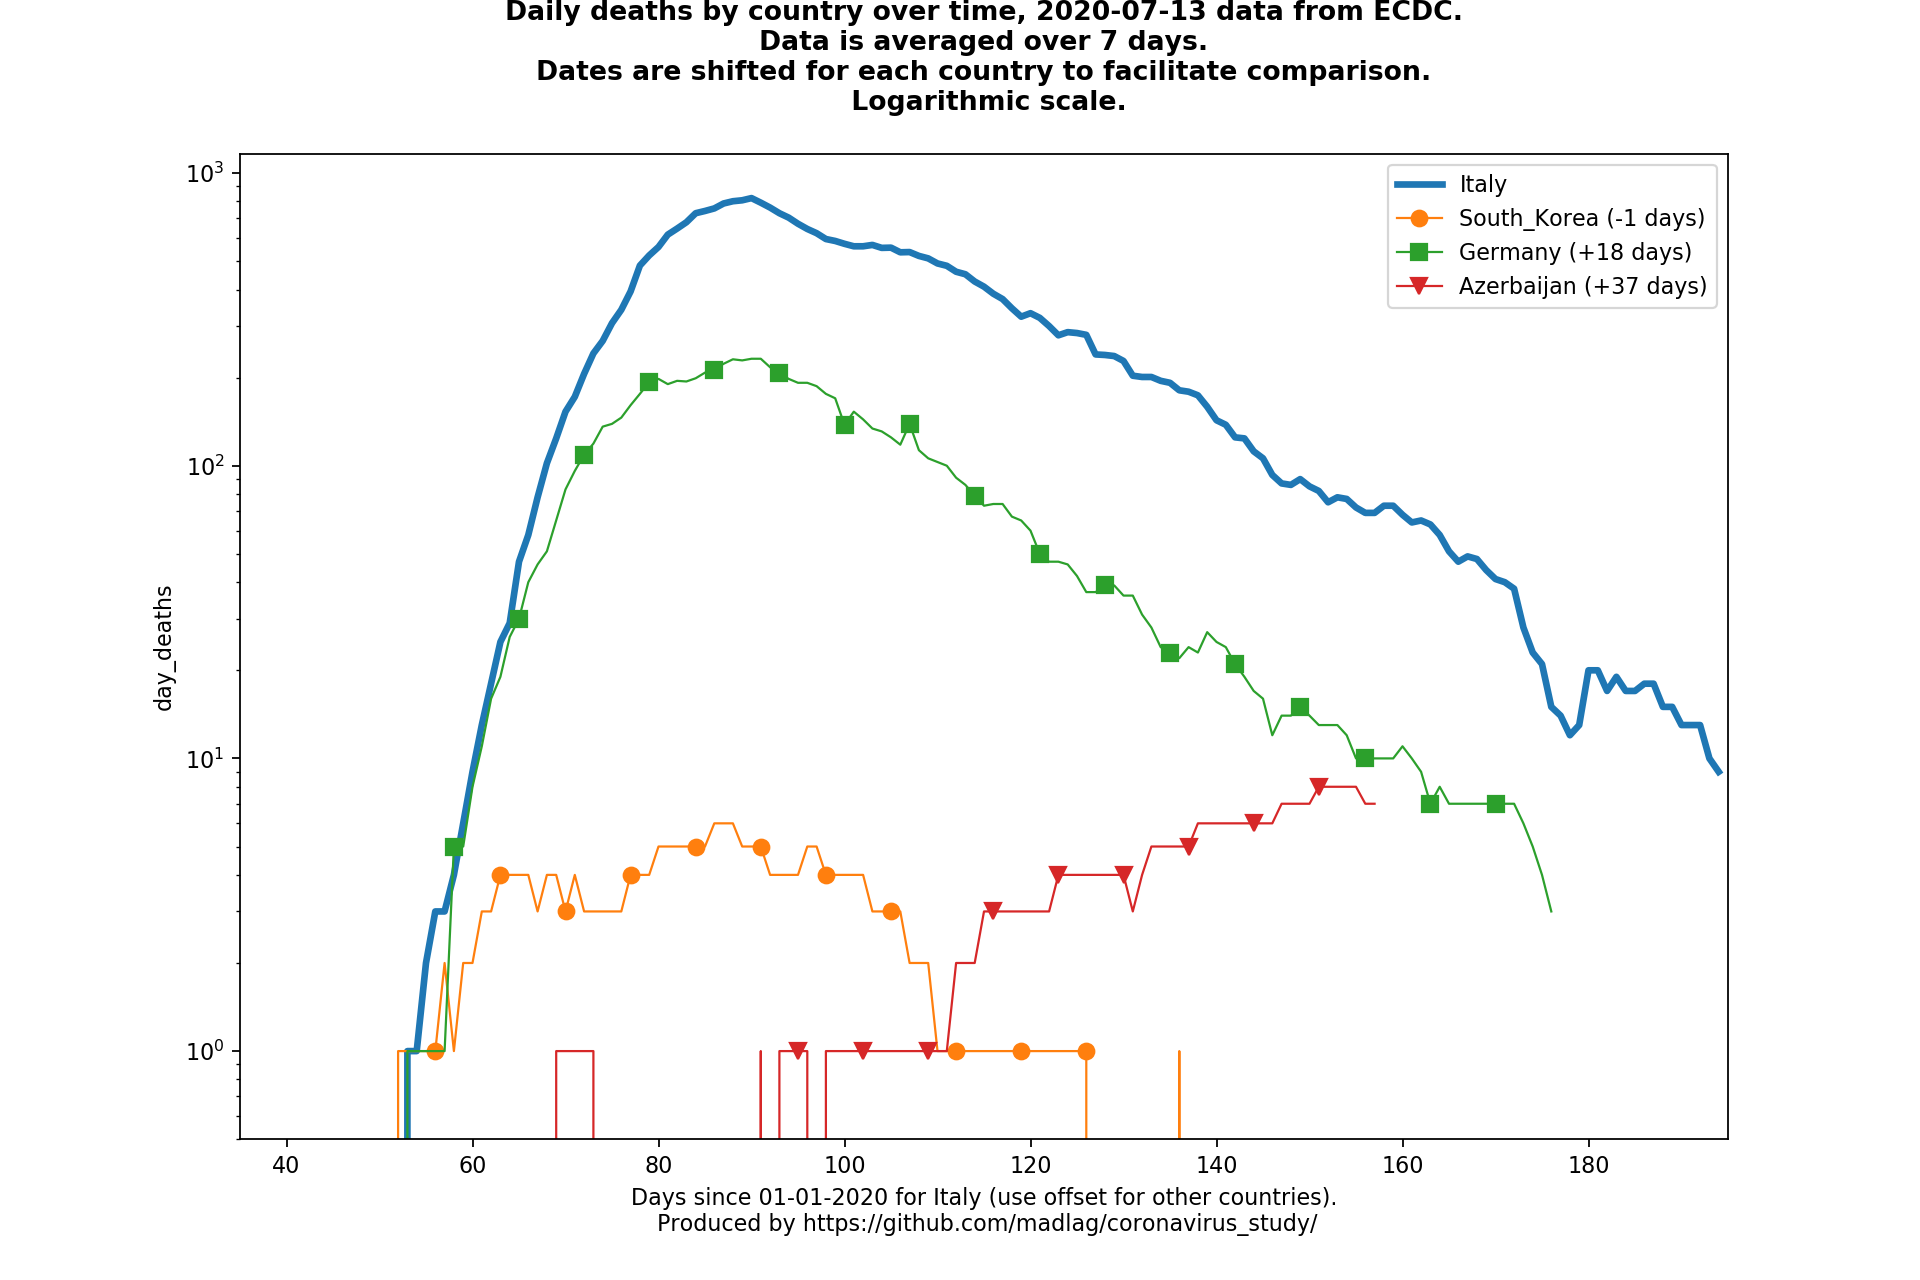 Daily deaths by country over time, 2020-07-13 data from ECDC.
Data is averaged over 7 days.
Dates are shifted for each country to facilitate comparison.
Logarithmic scale.
10³
10²
10¹
10⁰
day_deaths
Italy
South_Korea (-1 days)
Germany (+18 days)
Azerbaijan (+37 days)
40 60 80 100 120 140 160 180
Days since 01-01-2020 for Italy (use offset for other countries).
Produced by https://github.com/madlag/coronavirus_study/